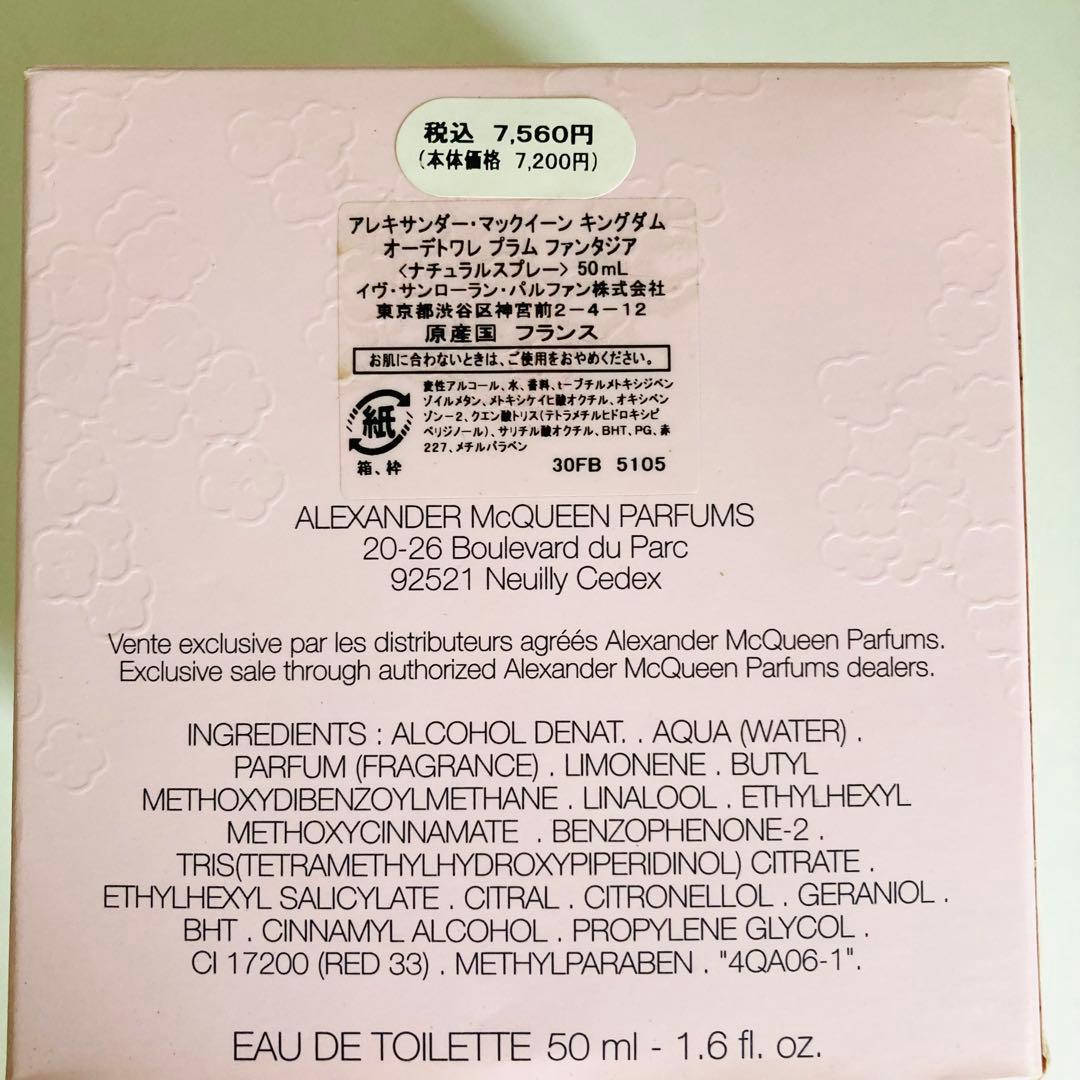 税込 7,560円
(本体価格 7,200円)
アレキサンダー・マックイーン キングダム
オーデトワレ プラム ファンタジア
〈ナチュラルスプレー〉 50mL
イヴ・サンローラン・パルファン株式会社
東京都渋谷区神宮前2-4-12
原産国 フランス
お肌に合わないときは、ご使用をおやめください。
変性アルコール、水、香料、t-ブチルメトキシジベン
ゾイルメタン、メトキシケイヒ酸オクチル、オキシベン
ゾン-2、クエン酸トリス(テトラメチルヒドロキシピ
ペリジノール)、サリチル酸オクチル、BHT、PG、赤
227、メチルパラベン
紙
箱、枠
30FB 5105
ALEXANDER McQUEEN PARFUMS
20-26 Boulevard du Parc
92521 Neuilly Cedex
Vente exclusive par les distributeurs agréés Alexander McQueen Parfums.
Exclusive sale through authorized Alexander McQueen Parfums dealers.
INGREDIENTS : ALCOHOL DENAT. . AQUA (WATER) .
PARFUM (FRAGRANCE) . LIMONENE . BUTYL
METHOXYDIBENZOYLMETHANE . LINALOOL . ETHYLHEXYL
METHOXYCINNAMATE . BENZOPHENONE-2 .
TRIS(TETRAMETHYLHYDROXYPIPERIDINOL) CITRATE .
ETHYLHEXYL SALICYLATE . CITRAL . CITRONELLOL . GERANIOL .
BHT . CINNAMYL ALCOHOL . PROPYLENE GLYCOL .
CI 17200 (RED 33) . METHYLPARABEN . "4QA06-1".
EAU DE TOILETTE 50 ml - 1.6 fl. oz.